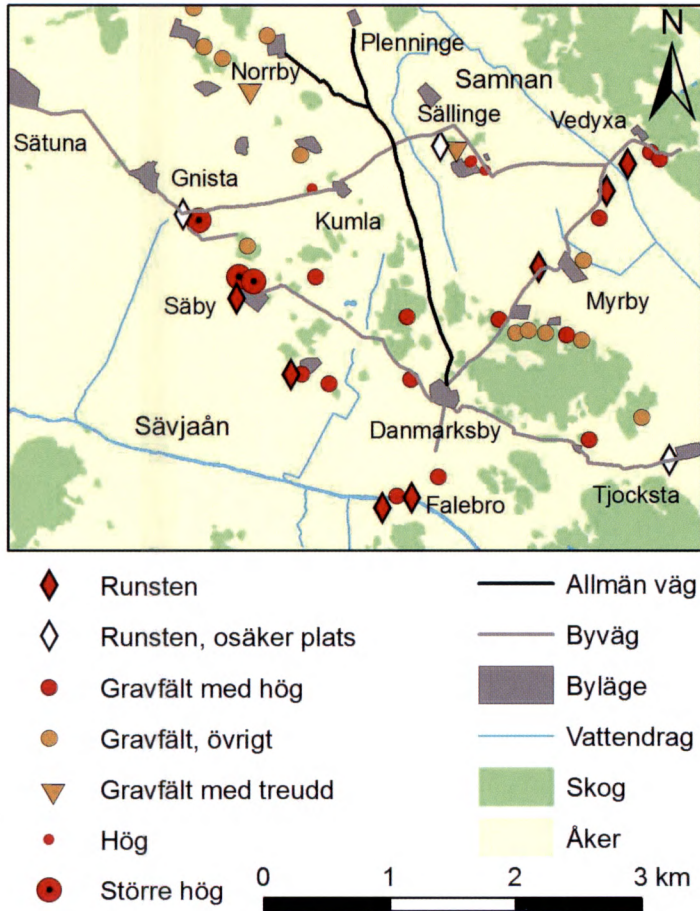 N
Plenninge
Norrby
Samnan
Sällinge
Vedyxa
Sätuna
Gnista
Kumla
Säby
Myrby
Sävjaån
Danmarksby
Falebro
Tjocksta
Runsten
Runsten, osäker plats
Gravfält med hög
Gravfält, övrigt
Gravfält med treudd
Hög
Större hög
Allmän väg
Byväg
Byläge
Vattendrag
Skog
Åker
0 1 2 3 km